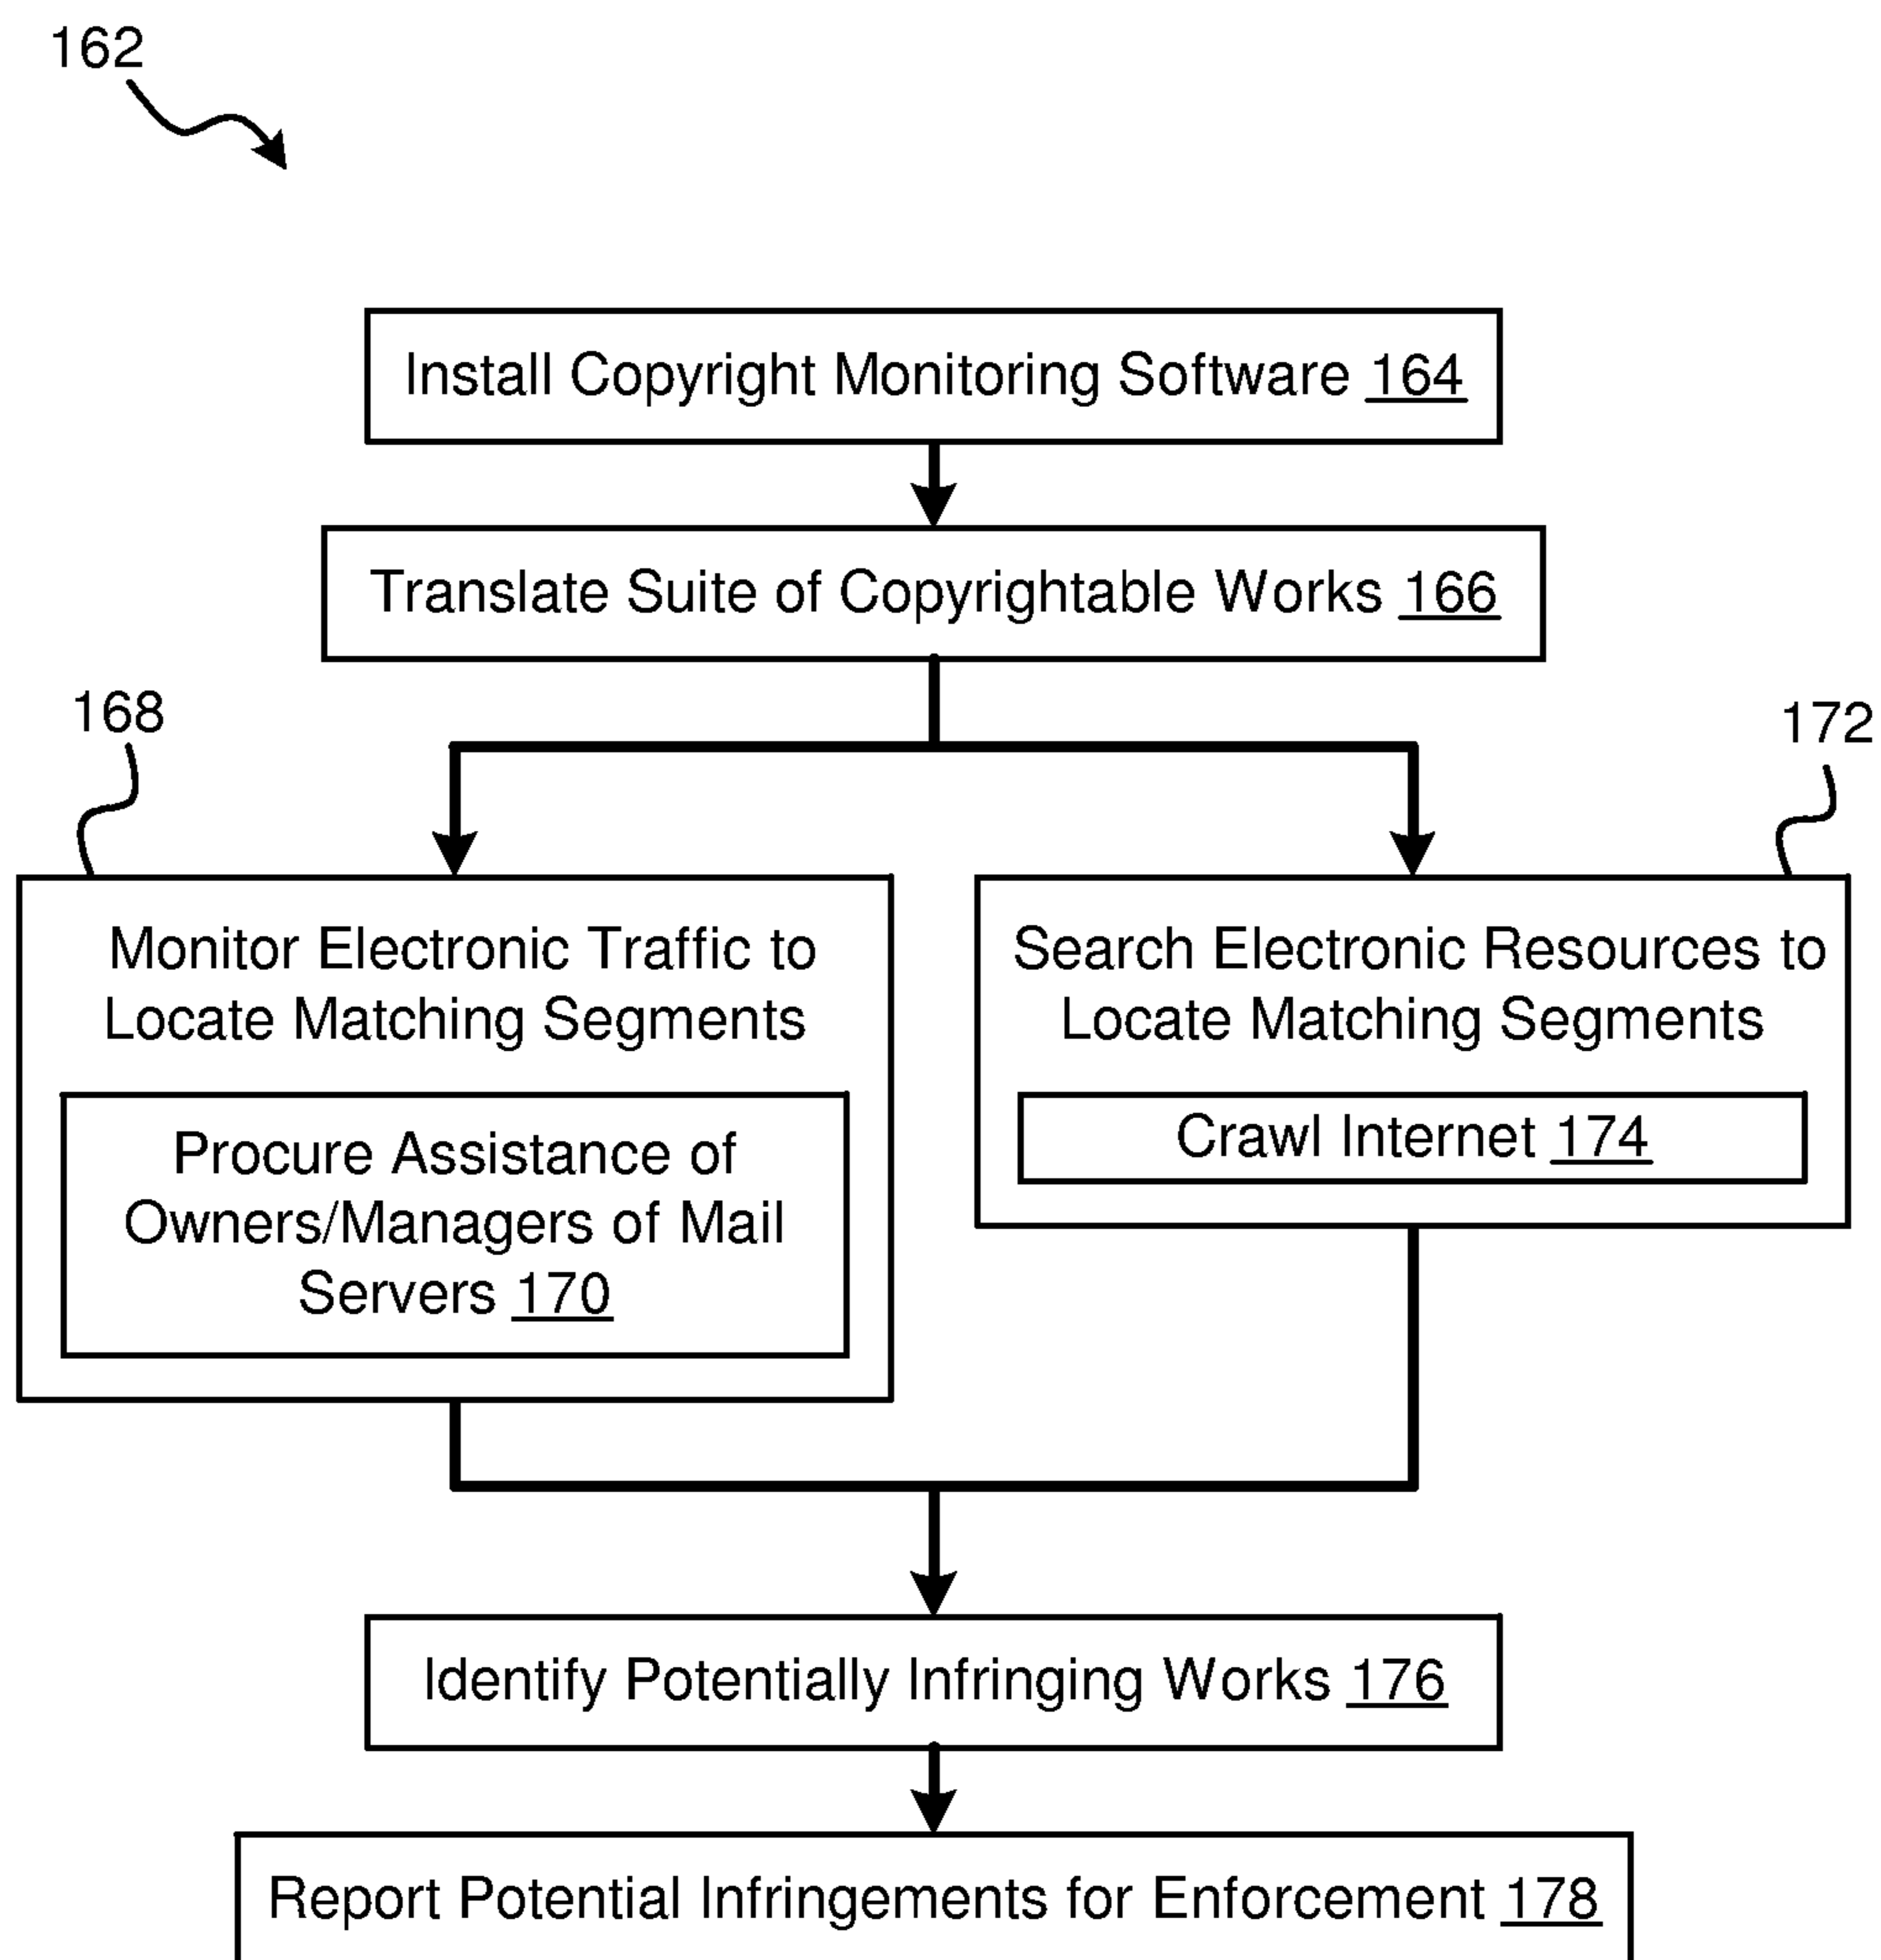 162
Install Copyright Monitoring Software 164
Translate Suite of Copyrightable Works 166
168
172
Monitor Electronic Traffic to
Locate Matching Segments
Procure Assistance of
Owners/Managers of Mail
Servers 170
Search Electronic Resources to
Locate Matching Segments
Crawl Internet 174
Identify Potentially Infringing Works 176
Report Potential Infringements for Enforcement 178